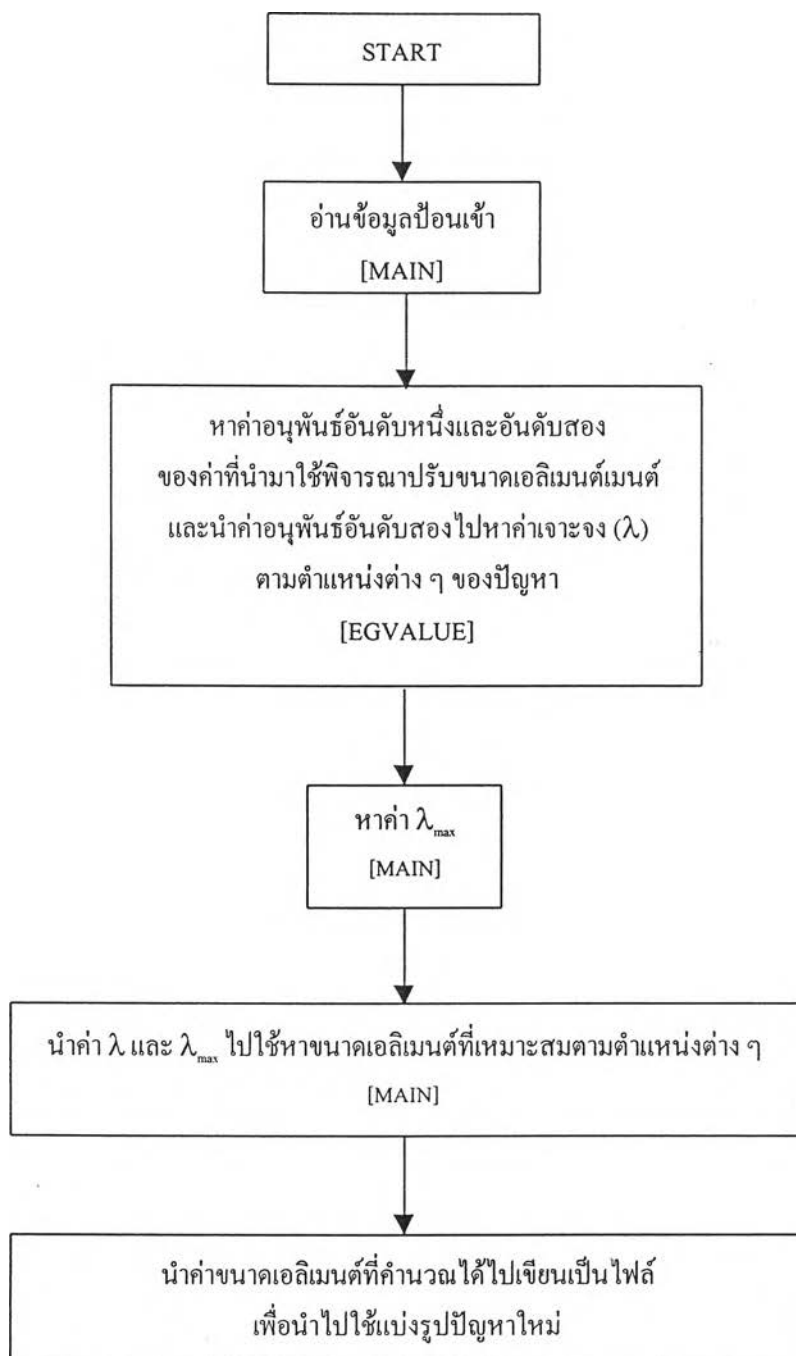 START
อ่านข้อมูลป้อนเข้า
[MAIN]
หาค่าอนุพันธ์อันดับหนึ่งและอันดับสอง
ของค่าที่นำมาใช้พิจารณาปรับขนาดเอลิเมนต์เมนต์
และนำค่าอนุพันธ์อันดับสองไปหาค่าเจาะจง (λ)
ตามตำแหน่งต่าง ๆ ของปัญหา
[EGVALUE]
หาค่า λmax
[MAIN]
นำค่า λ และ λmax ไปใช้หาขนาดเอลิเมนต์ที่เหมาะสมตามตำแหน่งต่าง ๆ
[MAIN]
นำค่าขนาดเอลิเมนต์ที่คำนวณได้ไปเขียนเป็นไฟล์
เพื่อนำไปใช้แบ่งรูปปัญหาใหม่